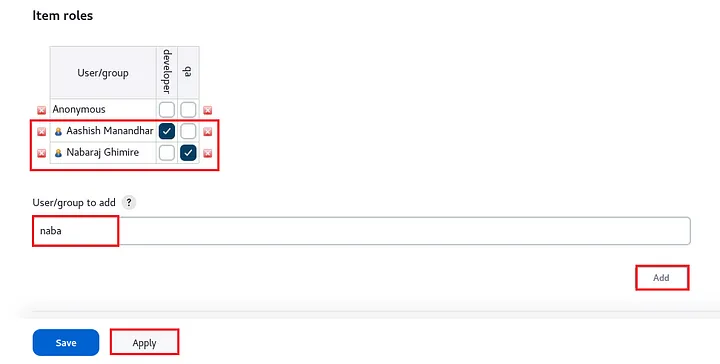 Item roles
User/group developer qa
Anonymous
Aashish Manandhar
Nabaraj Ghimire
User/group to add ?
naba
Add
Save Apply